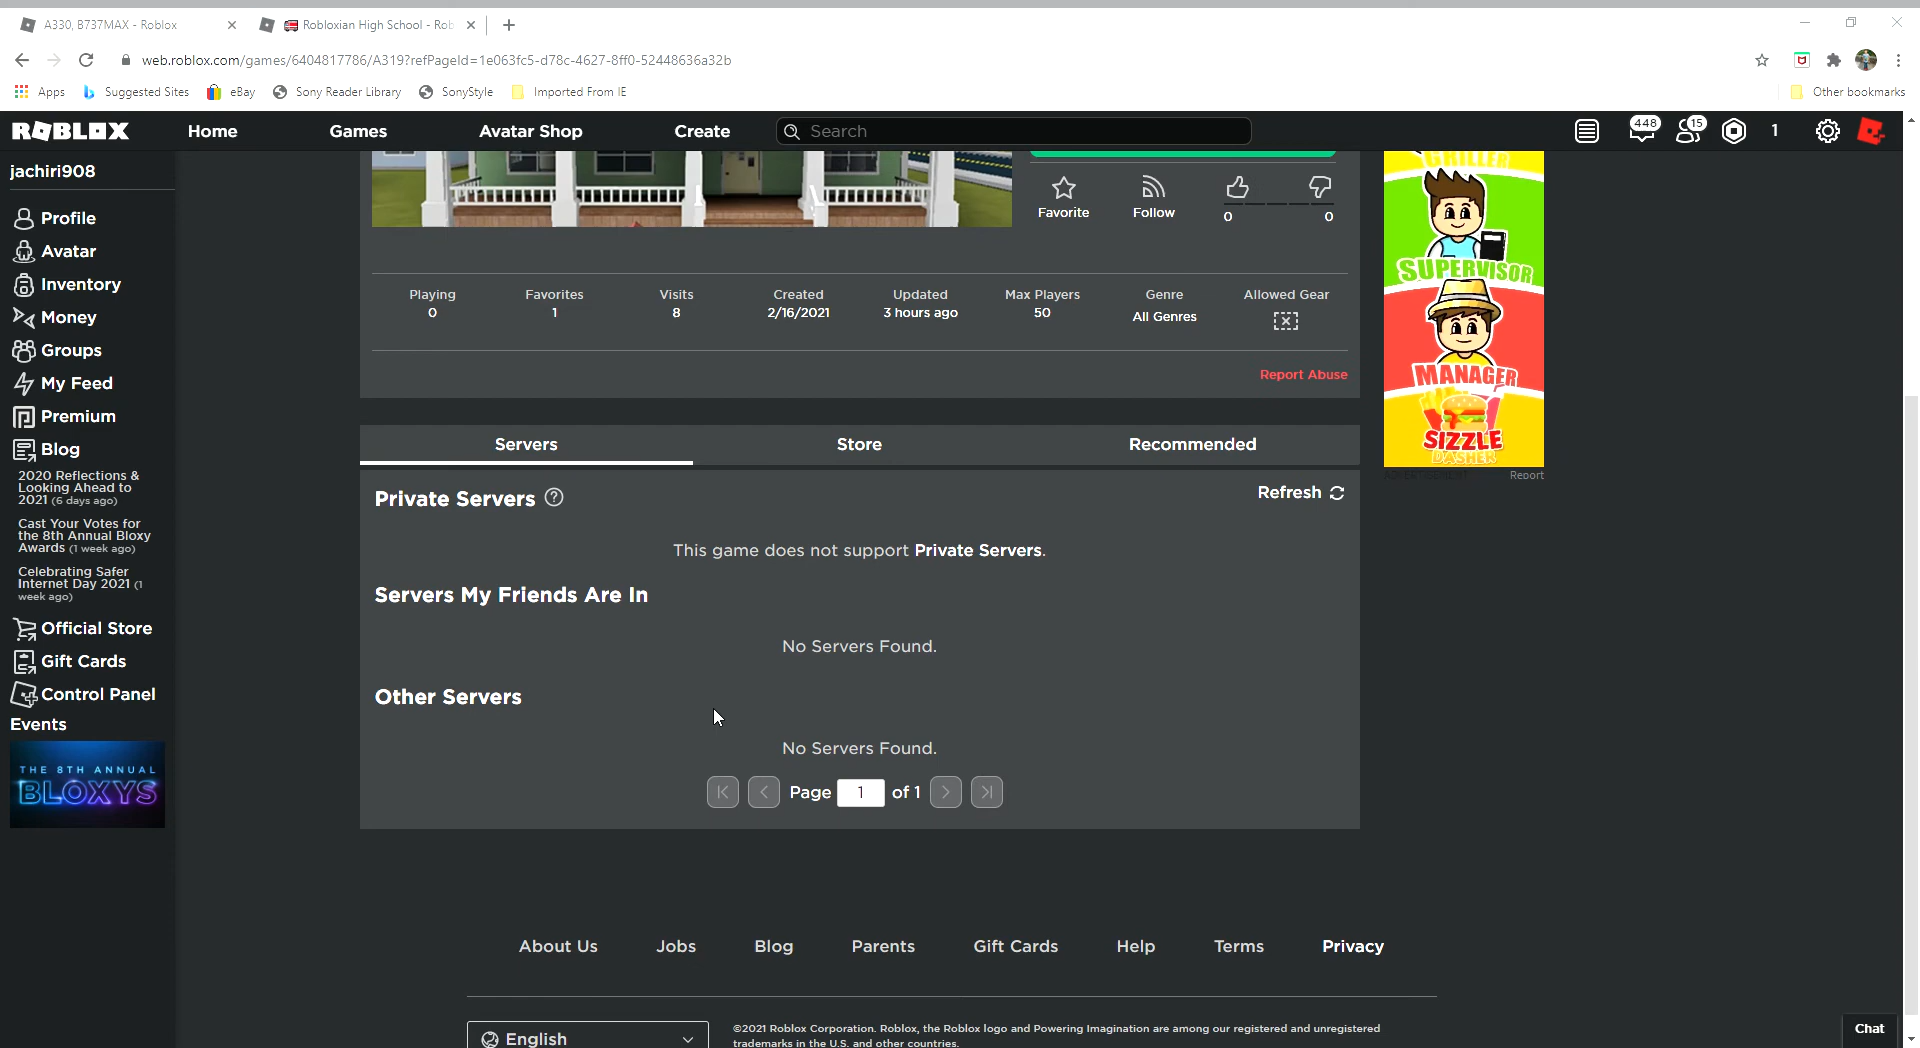 A330, B737MAX - Roblox
Robloxian High School - Rob
web.roblox.com/games/6404817786/A319?refPageId=1e063fc5-d78c-4627-8ff0-52448636a32b
Apps Suggested Sites eBay Sony Reader Library SonyStyle Imported From IE Other bookmarks
ROBLOX Home Games Avatar Shop Create Search 448 15 1
jachiri908
Profile
Avatar
Inventory
Money
Groups
My Feed
Premium
Blog
2020 Reflections &
Looking Ahead to
2021 (6 days ago)
Cast Your Votes for
the 8th Annual Bloxy
Awards (1 week ago)
Celebrating Safer
Internet Day 2021 (1
week ago)
Official Store
Gift Cards
Control Panel
Events
THE 8TH ANNUAL
BLOXYS
Favorite Follow 0 0
Playing Favorites Visits Created Updated Max Players Genre Allowed Gear
0 1 8 2/16/2021 3 hours ago 50 All Genres
Report Abuse
Servers Store Recommended
Private Servers
Refresh
This game does not support Private Servers.
Servers My Friends Are In
No Servers Found.
Other Servers
No Servers Found.
Page 1 of 1
GRILLER
SUPERVISOR
MANAGER
SIZZLE
DASHER
ADVERTISEMENT Report
About Us Jobs Blog Parents Gift Cards Help Terms Privacy
English
©2021 Roblox Corporation. Roblox, the Roblox logo and Powering Imagination are among our registered and unregistered
trademarks in the U.S. and other countries.
Chat